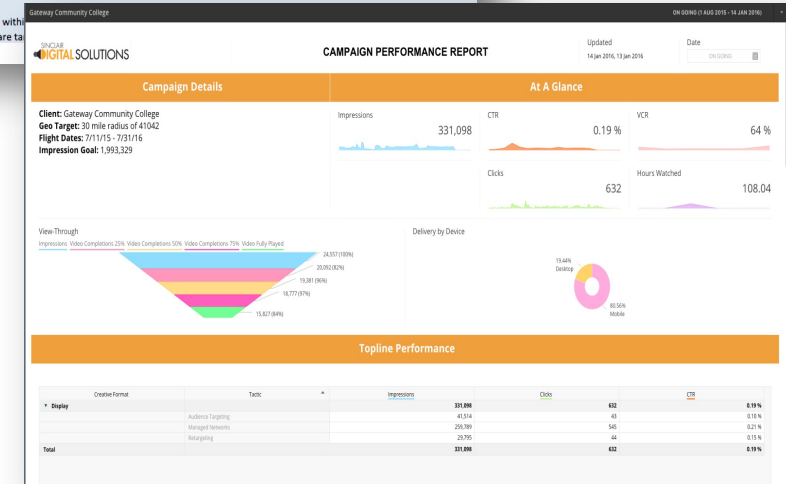 withi
are ta
Gateway Community College
ON GOING (1 AUG 2015 - 14 JAN 2016)
SINCLAIR
DIGITAL SOLUTIONS
CAMPAIGN PERFORMANCE REPORT
Updated
14 Jan 2016, 13 Jan 2016
Date
ON GOING
Campaign Details
At A Glance
Client: Gateway Community College
Geo Target: 30 mile radius of 41042
Flight Dates: 7/11/15 - 7/31/16
Impression Goal: 1,993,329
Impressions
331,098
CTR
0.19 %
VCR
64 %
Clicks
632
Hours Watched
108.04
View-Through
Impressions Video Completions 25% Video Completions 50% Video Completions 75% Video Fully Played
24,557 (100%)
20,092 (82%)
19,381 (96%)
18,777 (97%)
15,827 (84%)
Delivery by Device
19.44%
Desktop
80.56%
Mobile
Topline Performance
Creative Format Tactic Impressions Clicks CTR
Display 331,098 632 0.19 %
Audience Targeting 41,514 43 0.10 %
Managed Networks 259,789 545 0.21 %
Retargeting 29,795 44 0.15 %
Total 331,098 632 0.19 %